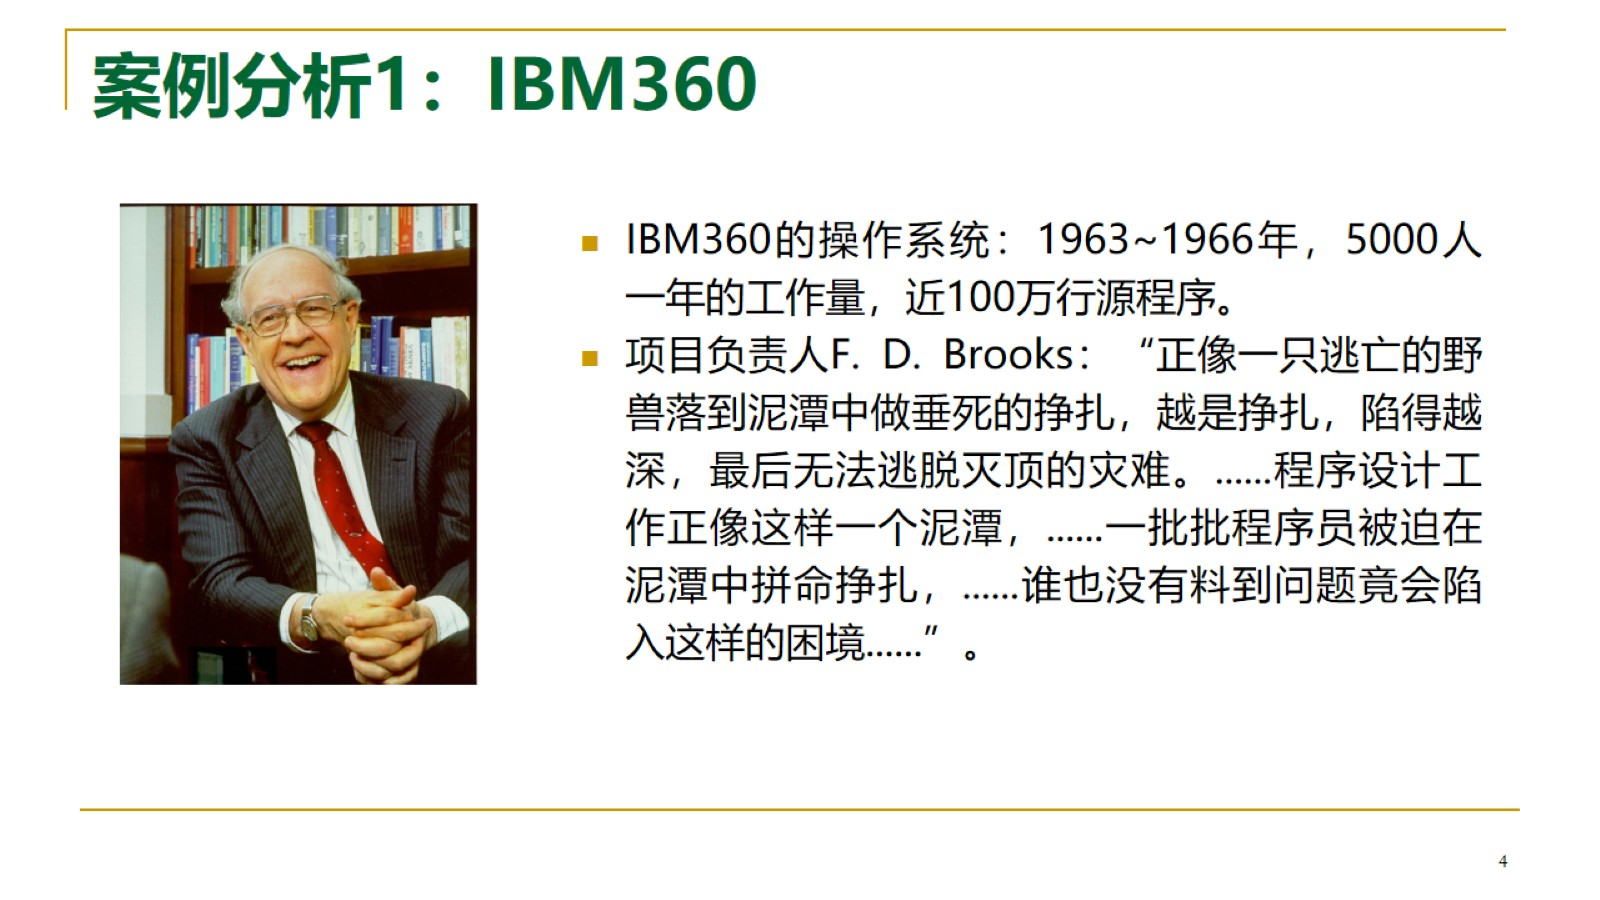 案例分析1：IBM360
IBM360的操作系统：1963~1966年，5000人
一年的工作量，近100万行源程序。
项目负责人F. D. Brooks：“正像一只逃亡的野
兽落到泥潭中做垂死的挣扎，越是挣扎，陷得越
深，最后无法逃脱灭顶的灾难。......程序设计工
作正像这样一个泥潭，......一批批程序员被迫在
泥潭中拼命挣扎，......谁也没有料到问题竟会陷
入这样的困境......”。
4